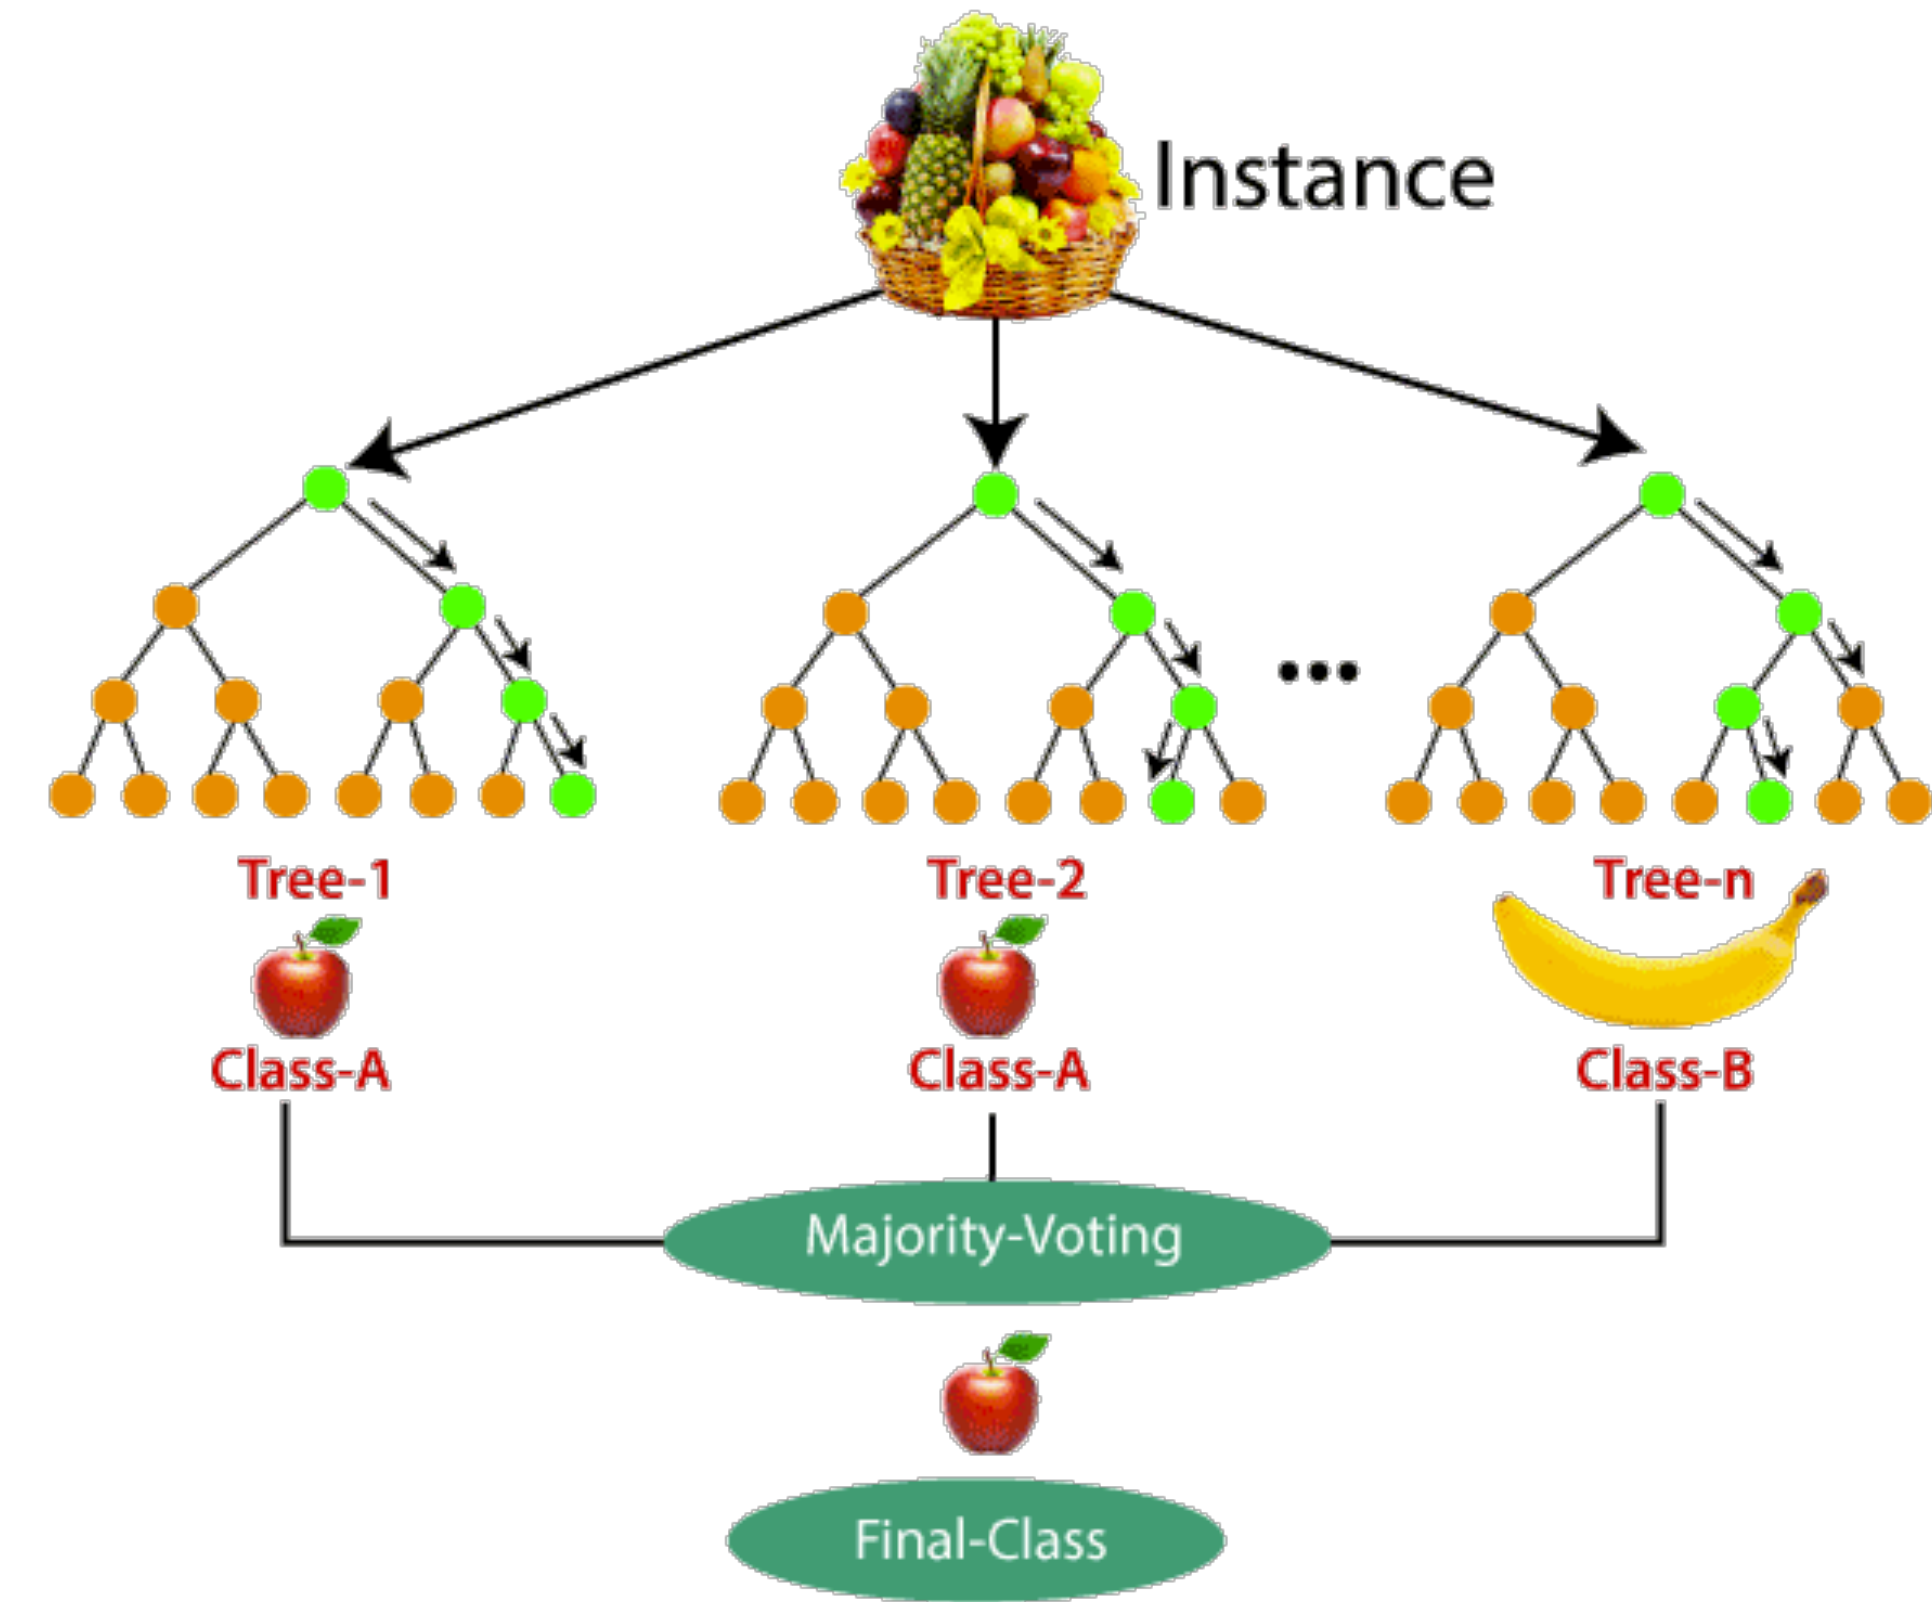 Instance
Tree-1
Tree-2
Tree-n
Class-A
Class-A
Class-B
Majority-Voting
Final-Class